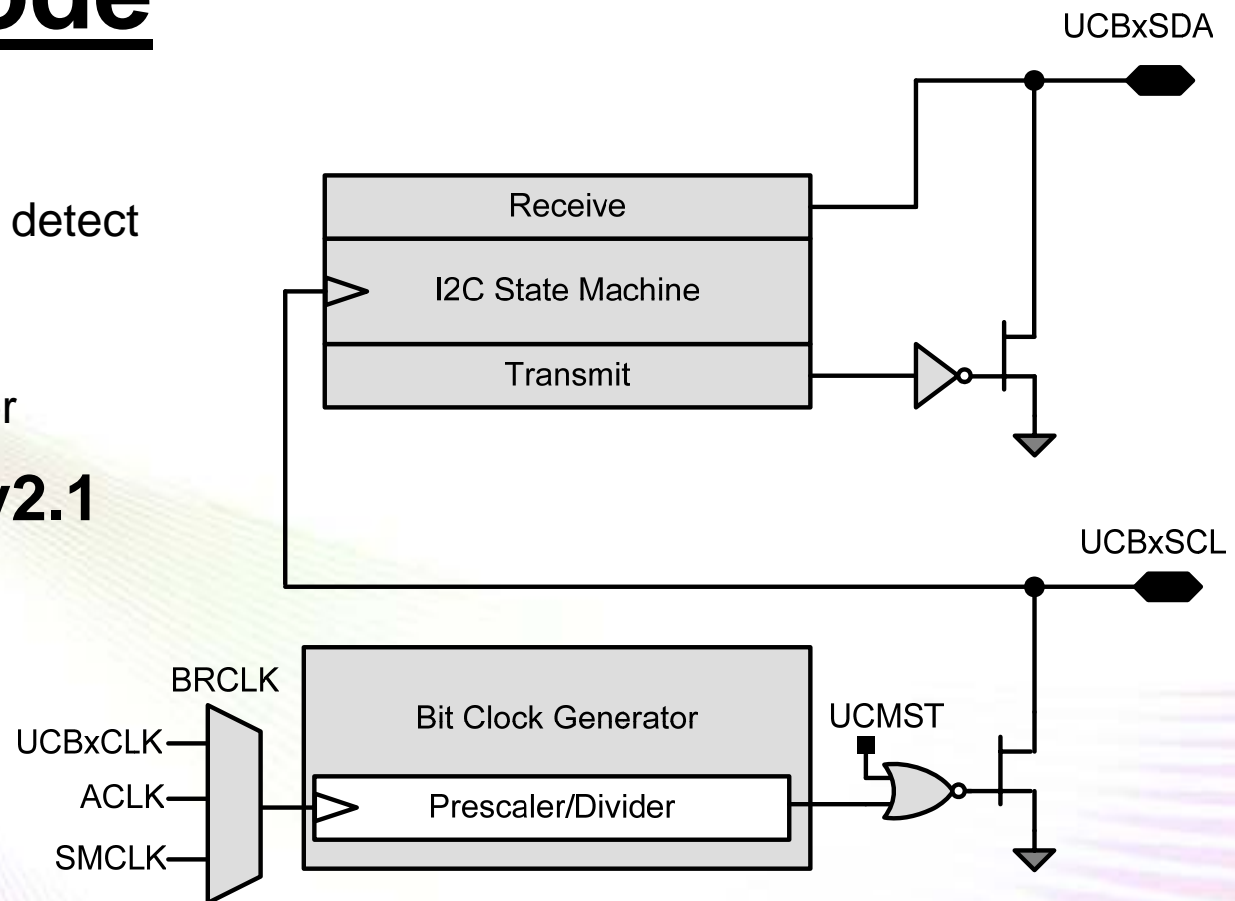 ode
detect
r
v2.1
UCBxSDA
Receive
I2C State Machine
Transmit
UCBxSCL
BRCLK
UCBxCLK
ACLK
SMCLK
Bit Clock Generator
Prescaler/Divider
UCMST